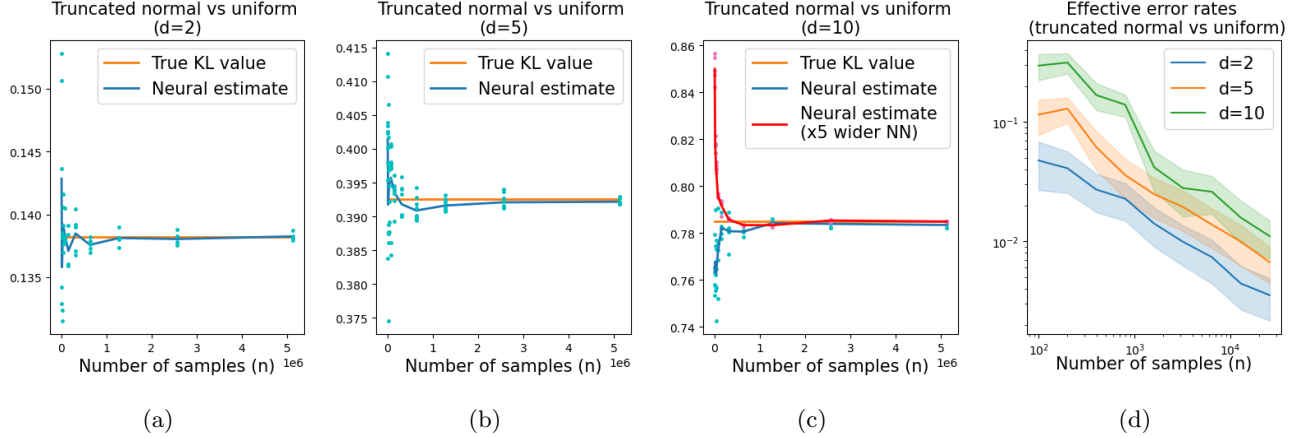 Truncated normal vs uniform
(d=2)
True KL value
Neural estimate
0.150
0.145
0.140
0.135
0 1 2 3 4 5
1e6
Number of samples (n)
(a)
Truncated normal vs uniform
(d=5)
True KL value
Neural estimate
0.415
0.410
0.405
0.400
0.395
0.390
0.385
0.380
0.375
0 1 2 3 4 5
1e6
Number of samples (n)
(b)
Truncated normal vs uniform
(d=10)
True KL value
Neural estimate
Neural estimate
(x5 wider NN)
0.86
0.84
0.82
0.80
0.78
0.76
0.74
0 1 2 3 4 5
1e6
Number of samples (n)
(c)
Effective error rates
(truncated normal vs uniform)
d=2
d=5
d=10
10⁻¹
10⁻²
10² 10³ 10⁴
Number of samples (n)
(d)